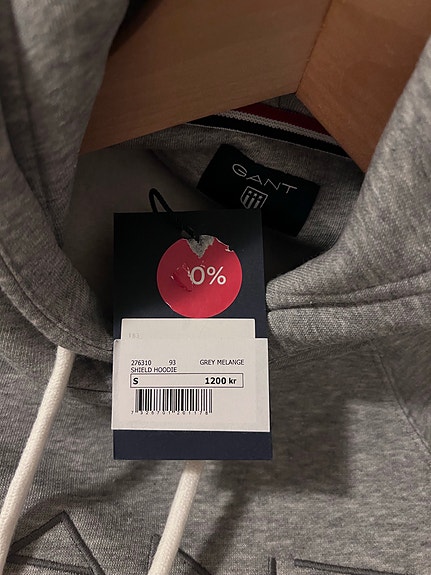 GANT
0%
276310 93 GREY MELANGE
SHIELD HOODIE
S 1200 kr